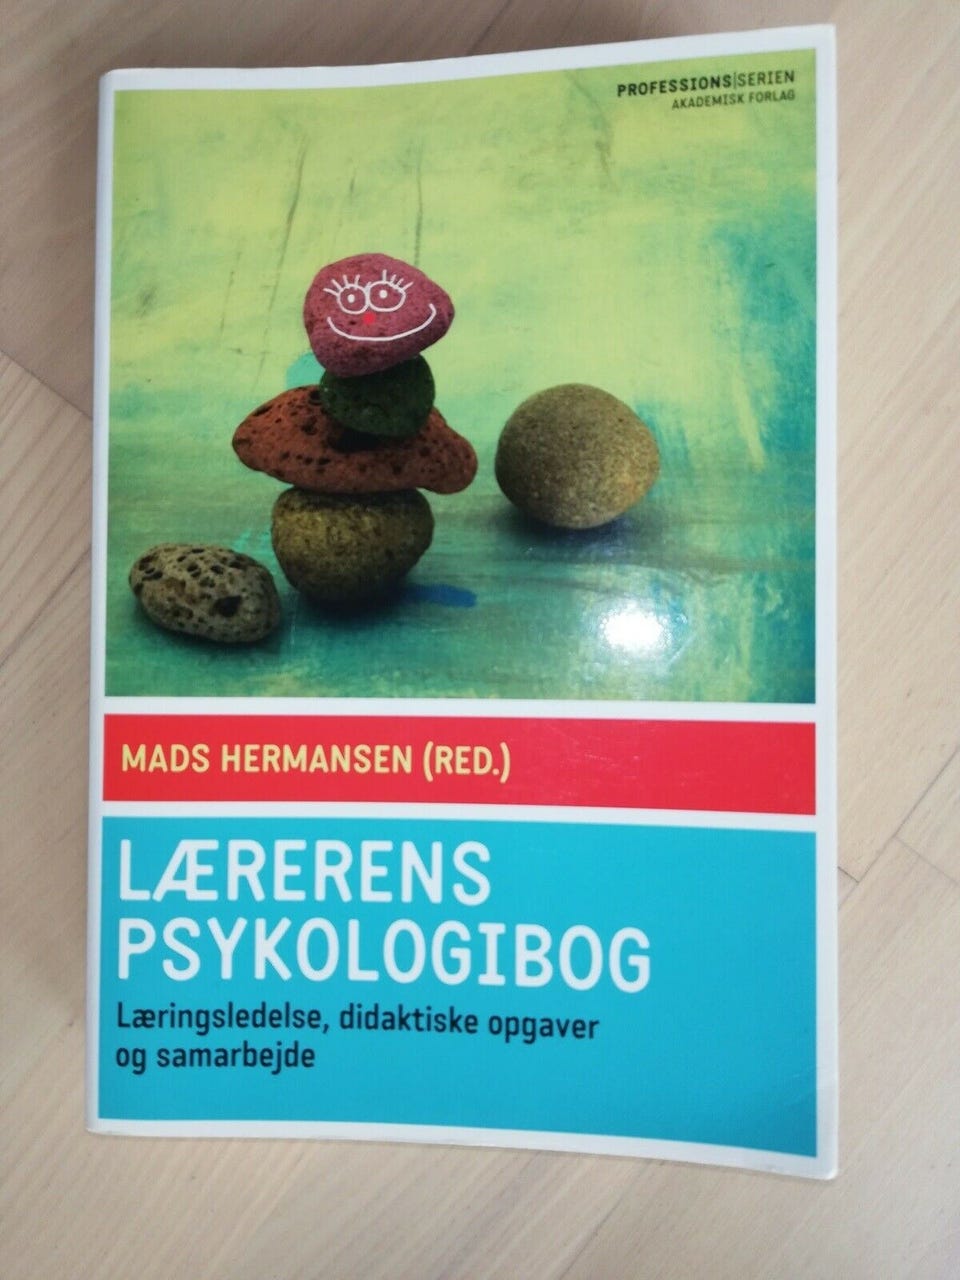 PROFESSIONS|SERIEN
AKADEMISK FORLAG
MADS HERMANSEN (RED.)
LÆRERENS
PSYKOLOGIBOG
Læringsledelse, didaktiske opgaver
og samarbejde